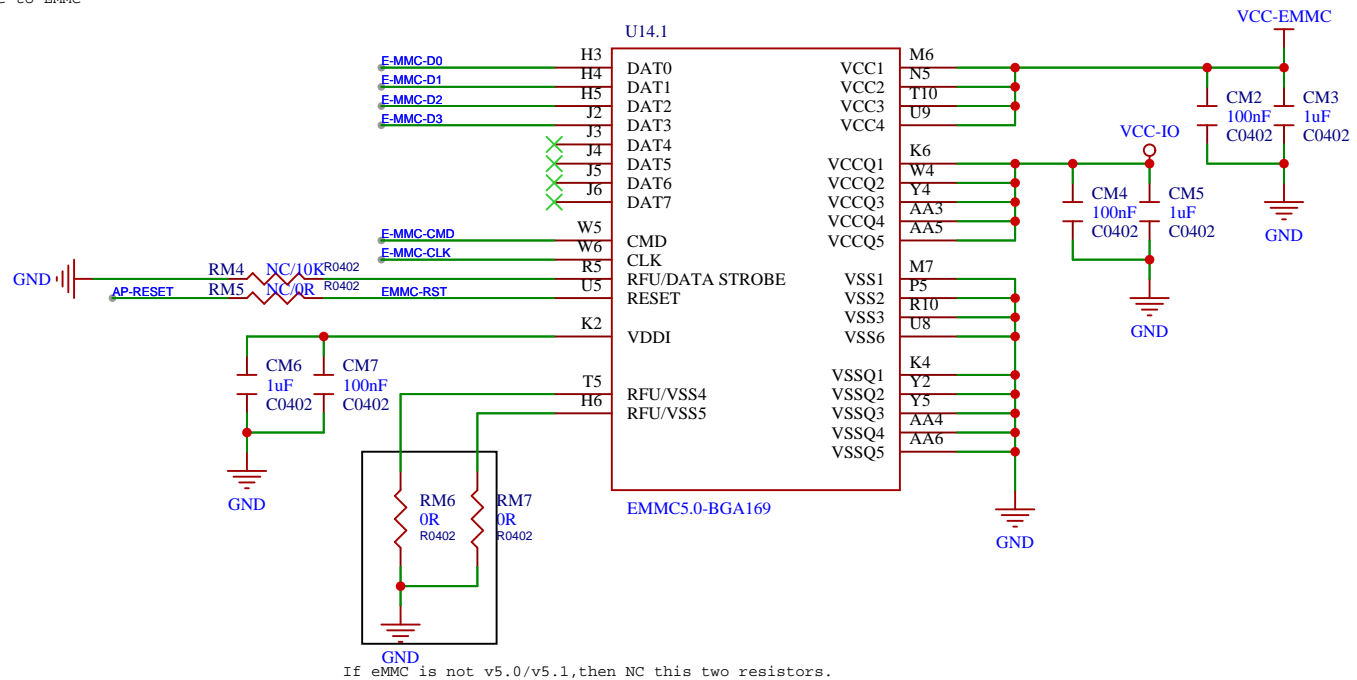 to EMMC
VCC-EMMC
U14.1
E-MMC-D0 H3 DAT0 VCC1 M6
E-MMC-D1 H4 DAT1 VCC2 N5
E-MMC-D2 H5 DAT2 VCC3 T10
E-MMC-D3 J2 DAT3 VCC4 U9
J3 DAT4
J4 DAT5 VCCQ1 K6
J5 DAT6 VCCQ2 W4
J6 DAT7 VCCQ3 Y4
VCCQ4 AA3
E-MMC-CMD W5 CMD VCCQ5 AA5
E-MMC-CLK W6 CLK
GND RM4 NC/10K R0402 R5 RFU/DATA STROBE VSS1 M7
AP-RESET RM5 NC/0R R0402 EMMC-RST U5 RESET VSS2 P5
VSS3 R10
K2 VDDI VSS6 U8
VSSQ1 K4
T5 RFU/VSS4 VSSQ2 Y2
H6 RFU/VSS5 VSSQ3 Y5
VSSQ4 AA4
VSSQ5 AA6
CM2
100nF
C0402
CM3
1uF
C0402
GND
VCC-IO
CM4
100nF
C0402
CM5
1uF
C0402
GND
CM6
1uF
C0402
CM7
100nF
C0402
GND
RM6
0R
R0402
RM7
0R
R0402
GND
EMMC5.0-BGA169
GND
If eMMC is not v5.0/v5.1,then NC this two resistors.